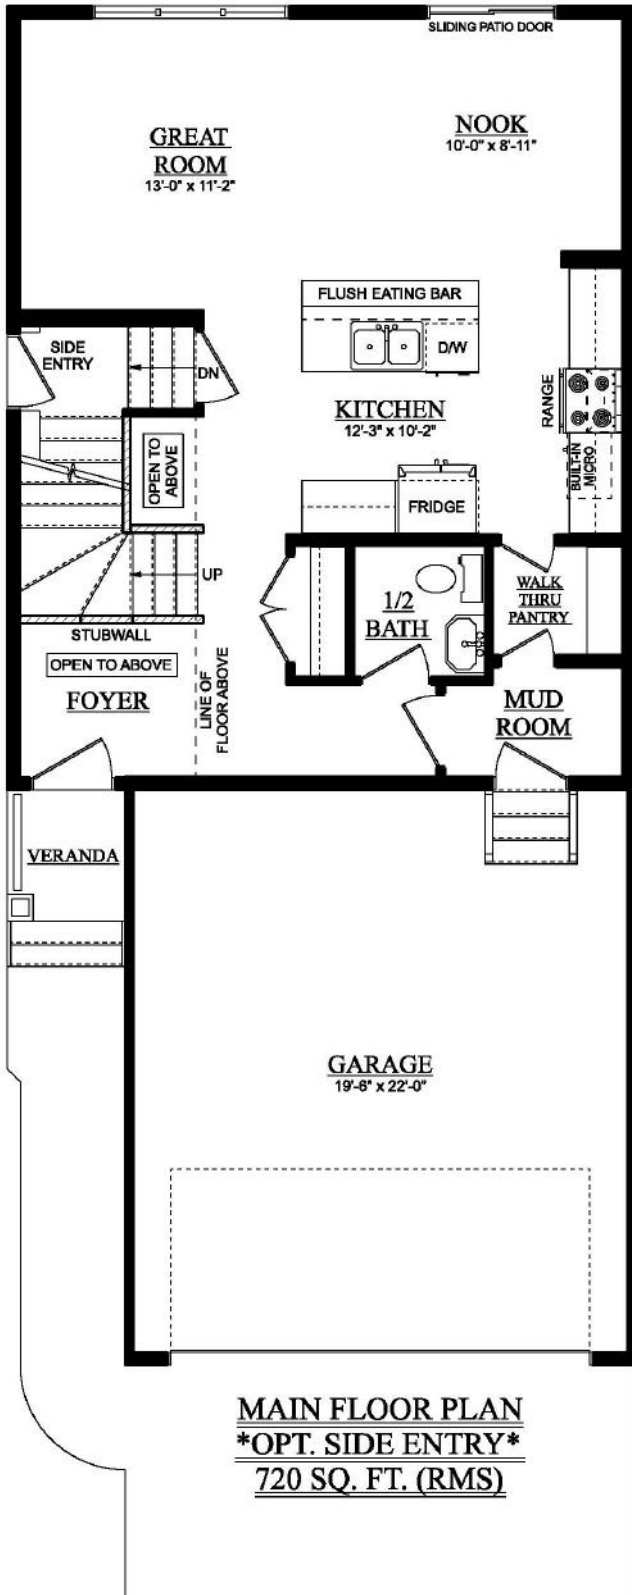 SLIDING PATIO DOOR
GREAT
ROOM
13'-0" x 11'-2"
NOOK
10'-0" x 8'-11"
FLUSH EATING BAR
D/W
SIDE
ENTRY
DN
KITCHEN
12'-3" x 10'-2"
RANGE
BUILT-IN
MICRO
OPEN TO
ABOVE
FRIDGE
UP
1/2
BATH
WALK
THRU
PANTRY
STUBWALL
OPEN TO ABOVE
FOYER
LINE OF
FLOOR ABOVE
MUD
ROOM
VERANDA
GARAGE
19'-6" x 22'-0"
MAIN FLOOR PLAN
*OPT. SIDE ENTRY*
720 SQ. FT. (RMS)